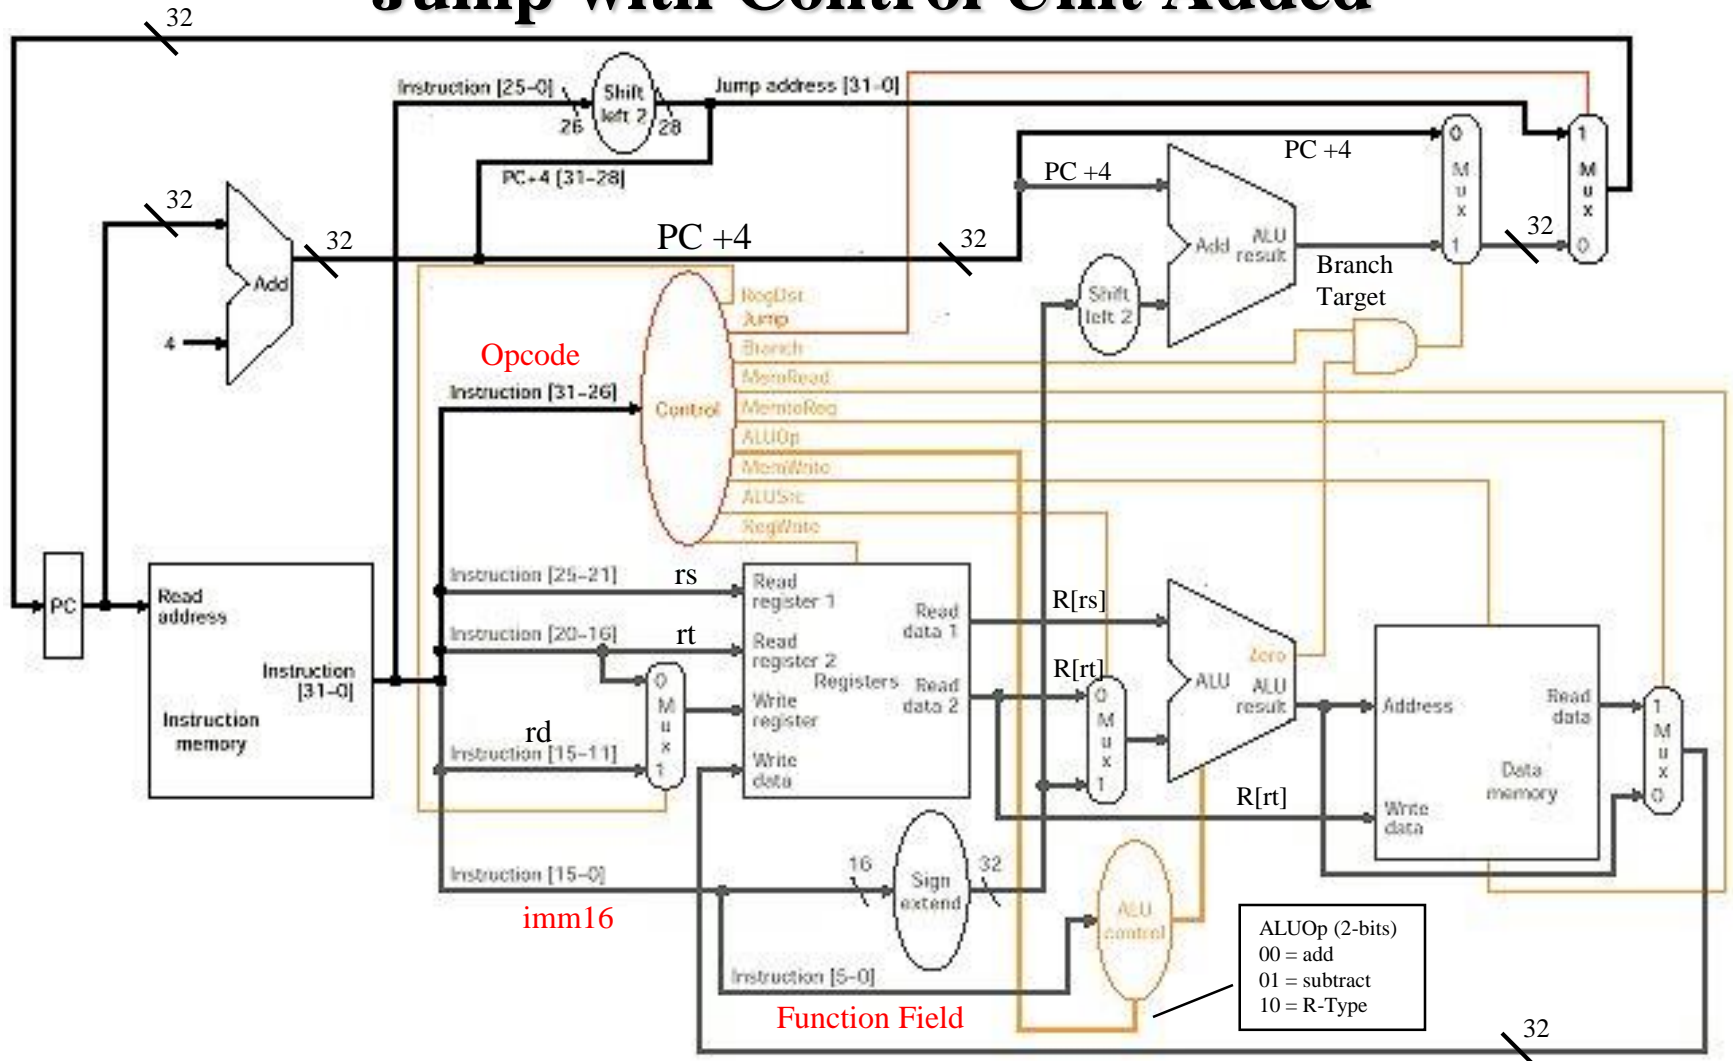 Jump with Control Unit Added
32
Instruction [25-0]
Shift
left 2
Jump address [31-0]
26
28
PC+4 [31-28]
0
M
u
x
1
1
M
u
x
0
PC +4
PC +4
32
32
PC +4
32
Add
4
Add
ALU
result
32
Branch
Target
Shift
left 2
RegDst
Jump
Branch
MemRead
MemtoReg
ALUOp
MemWrite
ALUSrc
RegWrite
Control
Opcode
Instruction [31-26]
PC
Read
address
Instruction
[31-0]
Instruction
memory
Instruction [25-21]
rs
Instruction [20-16]
rt
rd
Instruction [15-11]
0
M
u
x
1
Read
register 1
Read
register 2
Write
register
Write
data
Registers
Read
data 1
Read
data 2
R[rs]
R[rt]
0
M
u
x
1
Zero
ALU
ALU
result
R[rt]
Address
Write
data
Read
data
Data
memory
1
M
u
x
0
Instruction [15-0]
imm16
16
Sign
extend
32
Instruction [5-0]
Function Field
ALU
control
ALUOp (2-bits)
00 = add
01 = subtract
10 = R-Type
32